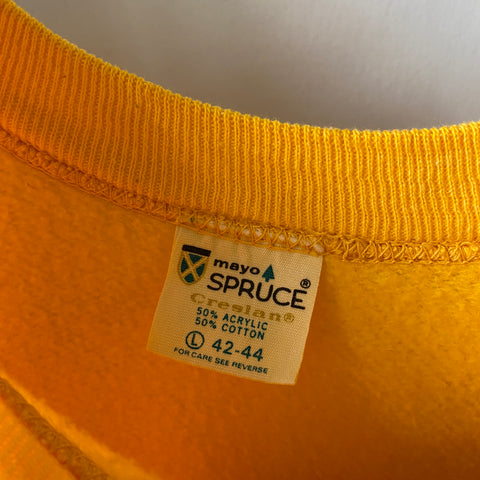 mayo
SPRUCE®
Creslan®
50% ACRYLIC
50% COTTON
L 42-44
FOR CARE SEE REVERSE